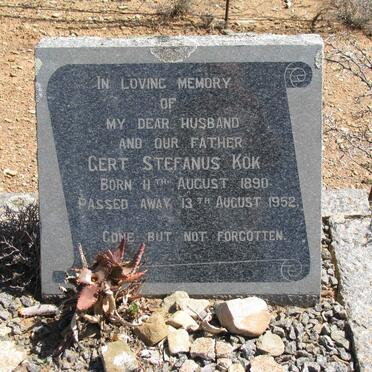 IN LOVING MEMORY
OF
MY DEAR HUSBAND
AND OUR FATHER
GERT STEFANUS KOK
BORN 11TH AUGUST 1890
PASSED AWAY 13TH AUGUST 1952.
GONE BUT NOT FORGOTTEN.